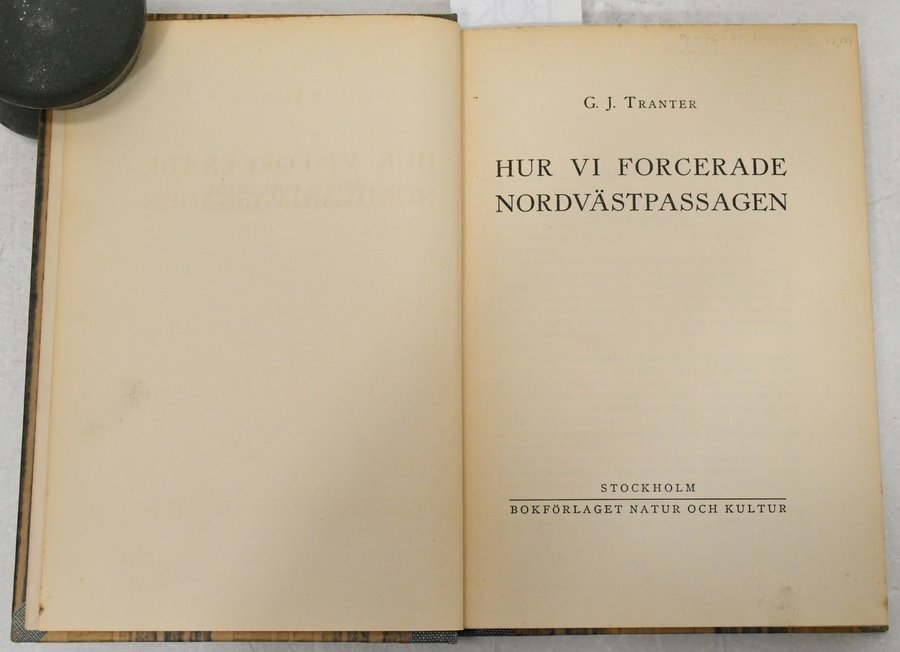 G. J. TRANTER
HUR VI FORCERADE
NORDVÄSTPASSAGEN
STOCKHOLM
BOKFÖRLAGET NATUR OCH KULTUR